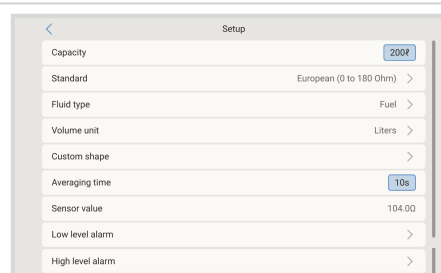 Setup
Capacity 200ℓ
Standard European (0 to 180 Ohm)
Fluid type Fuel
Volume unit Liters
Custom shape
Averaging time 10s
Sensor value 104.0Ω
Low level alarm
High level alarm